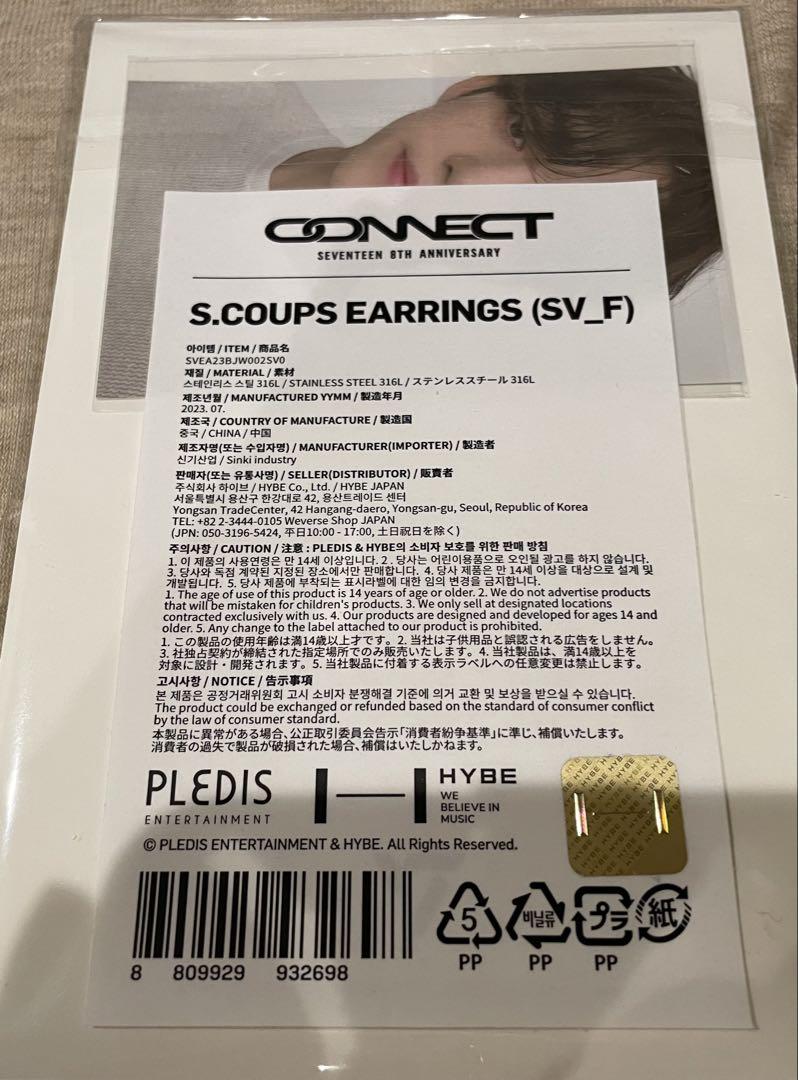 CONNECT
SEVENTEEN 8TH ANNIVERSARY
S.COUPS EARRINGS (SV_F)
아이템 / ITEM / 商品名
SVEA23BJW002SV0
재질 / MATERIAL / 素材
스테인리스 스틸 316L / STAINLESS STEEL 316L / ステンレススチール 316L
제조년월 / MANUFACTURED YYMM / 製造年月
2023. 07.
제조국 / COUNTRY OF MANUFACTURE / 製造国
중국 / CHINA / 中国
제조자명(또는 수입자명) / MANUFACTURER(IMPORTER) / 製造者
신기산업 / Sinki industry
판매자(또는 유통사명) / SELLER(DISTRIBUTOR) / 販賣者
주식회사 하이브 / HYBE Co., Ltd. / HYBE JAPAN
서울특별시 용산구 한강대로 42, 용산트레이드 센터
Yongsan TradeCenter, 42 Hangang-daero, Yongsan-gu, Seoul, Republic of Korea
TEL: +82 2-3444-0105 Weverse Shop JAPAN
(JPN: 050-3196-5424, 平日10:00 - 17:00, 土日祝日を除く)
주의사항 / CAUTION / 注意 : PLEDIS & HYBE의 소비자 보호를 위한 판매 방침
1. 이 제품의 사용연령은 만 14세 이상입니다. 2. 당사는 어린이용품으로 오인될 광고를 하지 않습니다.
3. 당사와 독점 계약된 지정된 장소에서만 판매합니다. 4. 당사 제품은 만 14세 이상을 대상으로 설계 및
개발됩니다. 5. 당사 제품에 부착되는 표시라벨에 대한 임의 변경을 금지합니다.
1. The age of use of this product is 14 years of age or older. 2. We do not advertise products
that will be mistaken for children's products. 3. We only sell at designated locations
contracted exclusively with us. 4. Our products are designed and developed for ages 14 and
older. 5. Any change to the label attached to our product is prohibited.
1. この製品の使用年齢は満14歳以上才です。2. 当社は子供用品と誤認される広告をしません。
3. 社独占契約が締結された指定場所でのみ販売いたします。4. 当社製品は、満14歳以上を
対象に設計・開発されます。5. 当社製品に付着する表示ラベルへの任意変更は禁止します。
고시사항 / NOTICE / 告示事項
본 제품은 공정거래위원회 고시 소비자 분쟁해결 기준에 의거 교환 및 보상을 받으실 수 있습니다.
The product could be exchanged or refunded based on the standard of consumer conflict
by the law of consumer standard.
本製品に異常がある場合、公正取引委員会告示「消費者紛争基準」に準じ、補償いたします。
消費者の過失で製品が破損された場合、補償はいたしかねます。
PLEDIS
ENTERTAINMENT
HYBE
WE
BELIEVE IN
MUSIC
© PLEDIS ENTERTAINMENT & HYBE. All Rights Reserved.
8 809929 932698
5
PP
비닐류
PP
プラ
PP
紙